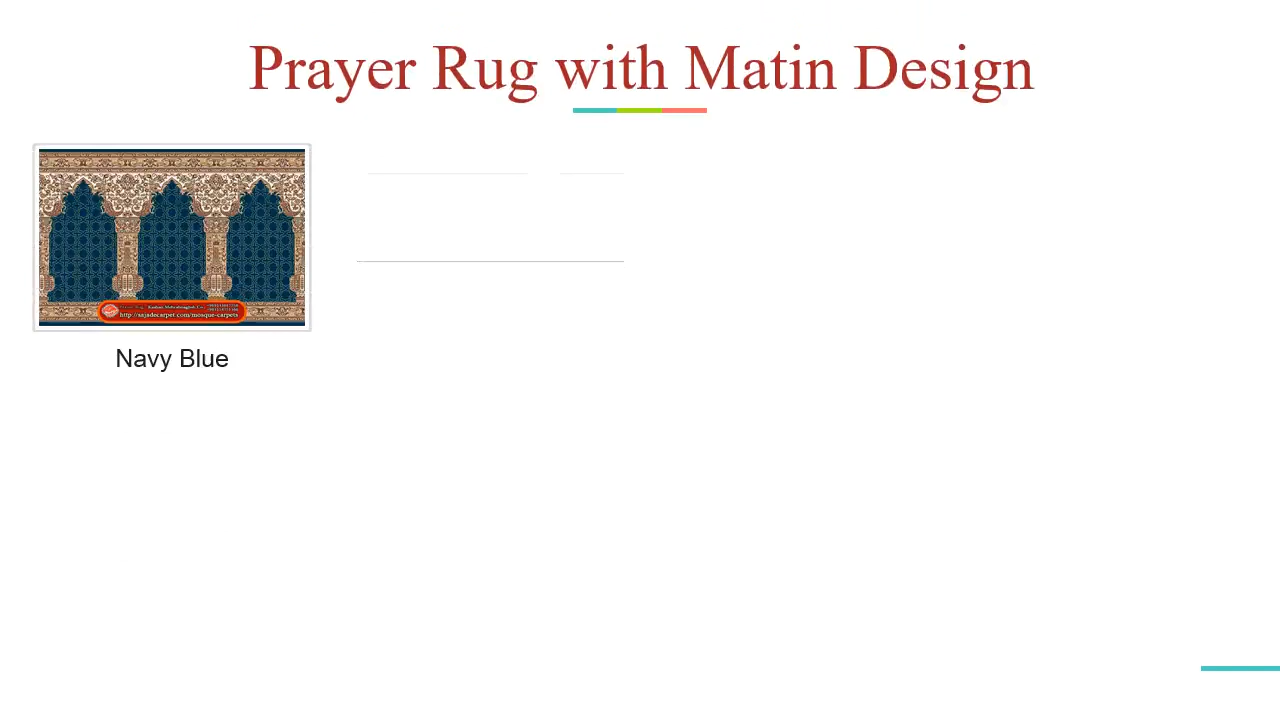 Prayer Rug with Matin Design
http://sajadecarpet.com/mosque-carpets
Navy Blue